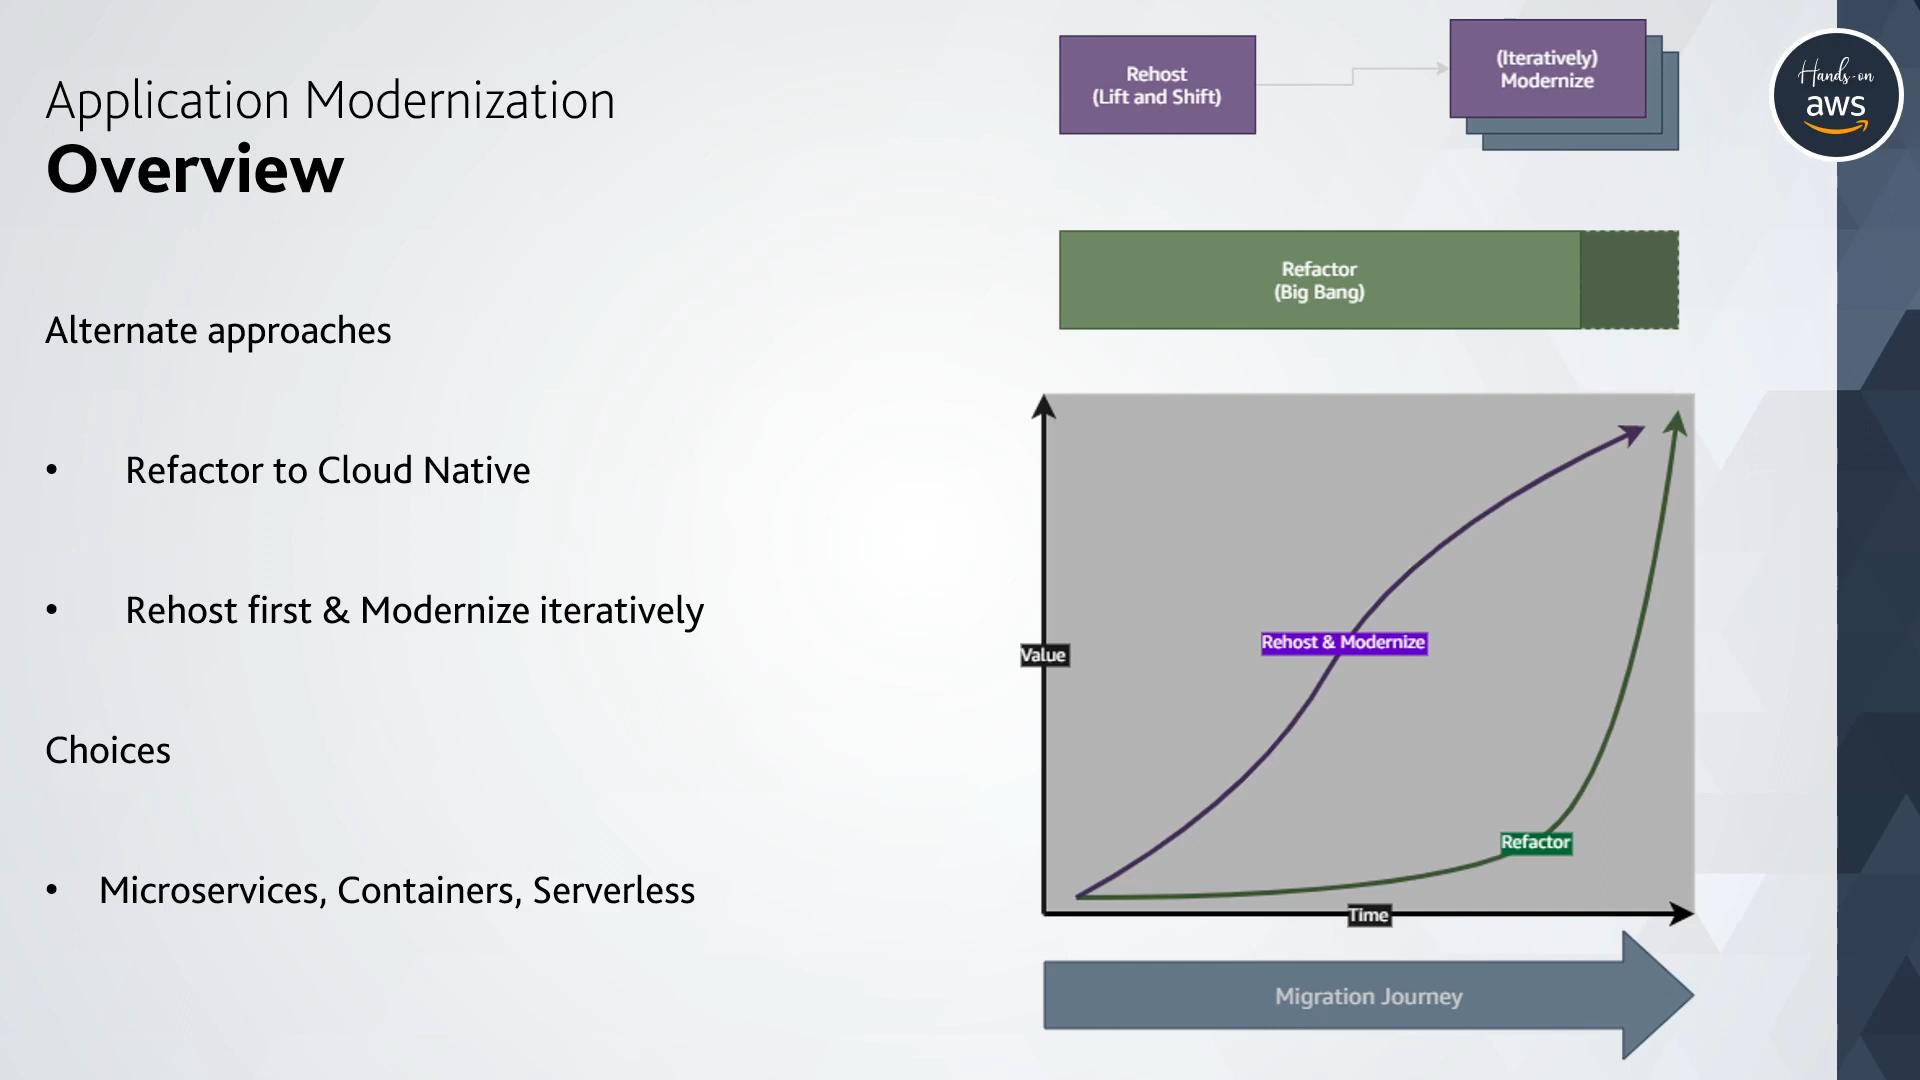 Application Modernization
Overview
Alternate approaches
• Refactor to Cloud Native
• Rehost first & Modernize iteratively
Choices
• Microservices, Containers, Serverless
Rehost
(Lift and Shift)
(Iteratively)
Modernize
Hands-on
aws
Refactor
(Big Bang)
Rehost & Modernize
Value
Refactor
Time
Migration Journey